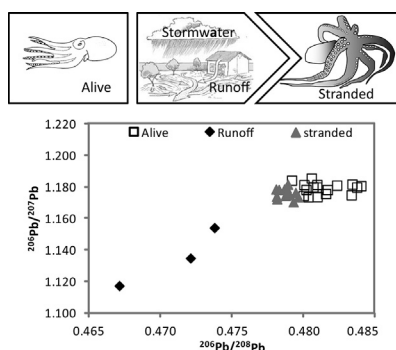 Stormwater
Alive
Runoff
Stranded
Alive Runoff stranded
1.220
1.200
1.180
1.160
1.140
1.120
1.100
206Pb/207Pb
0.465 0.470 0.475 0.480 0.485
206Pb/208Pb